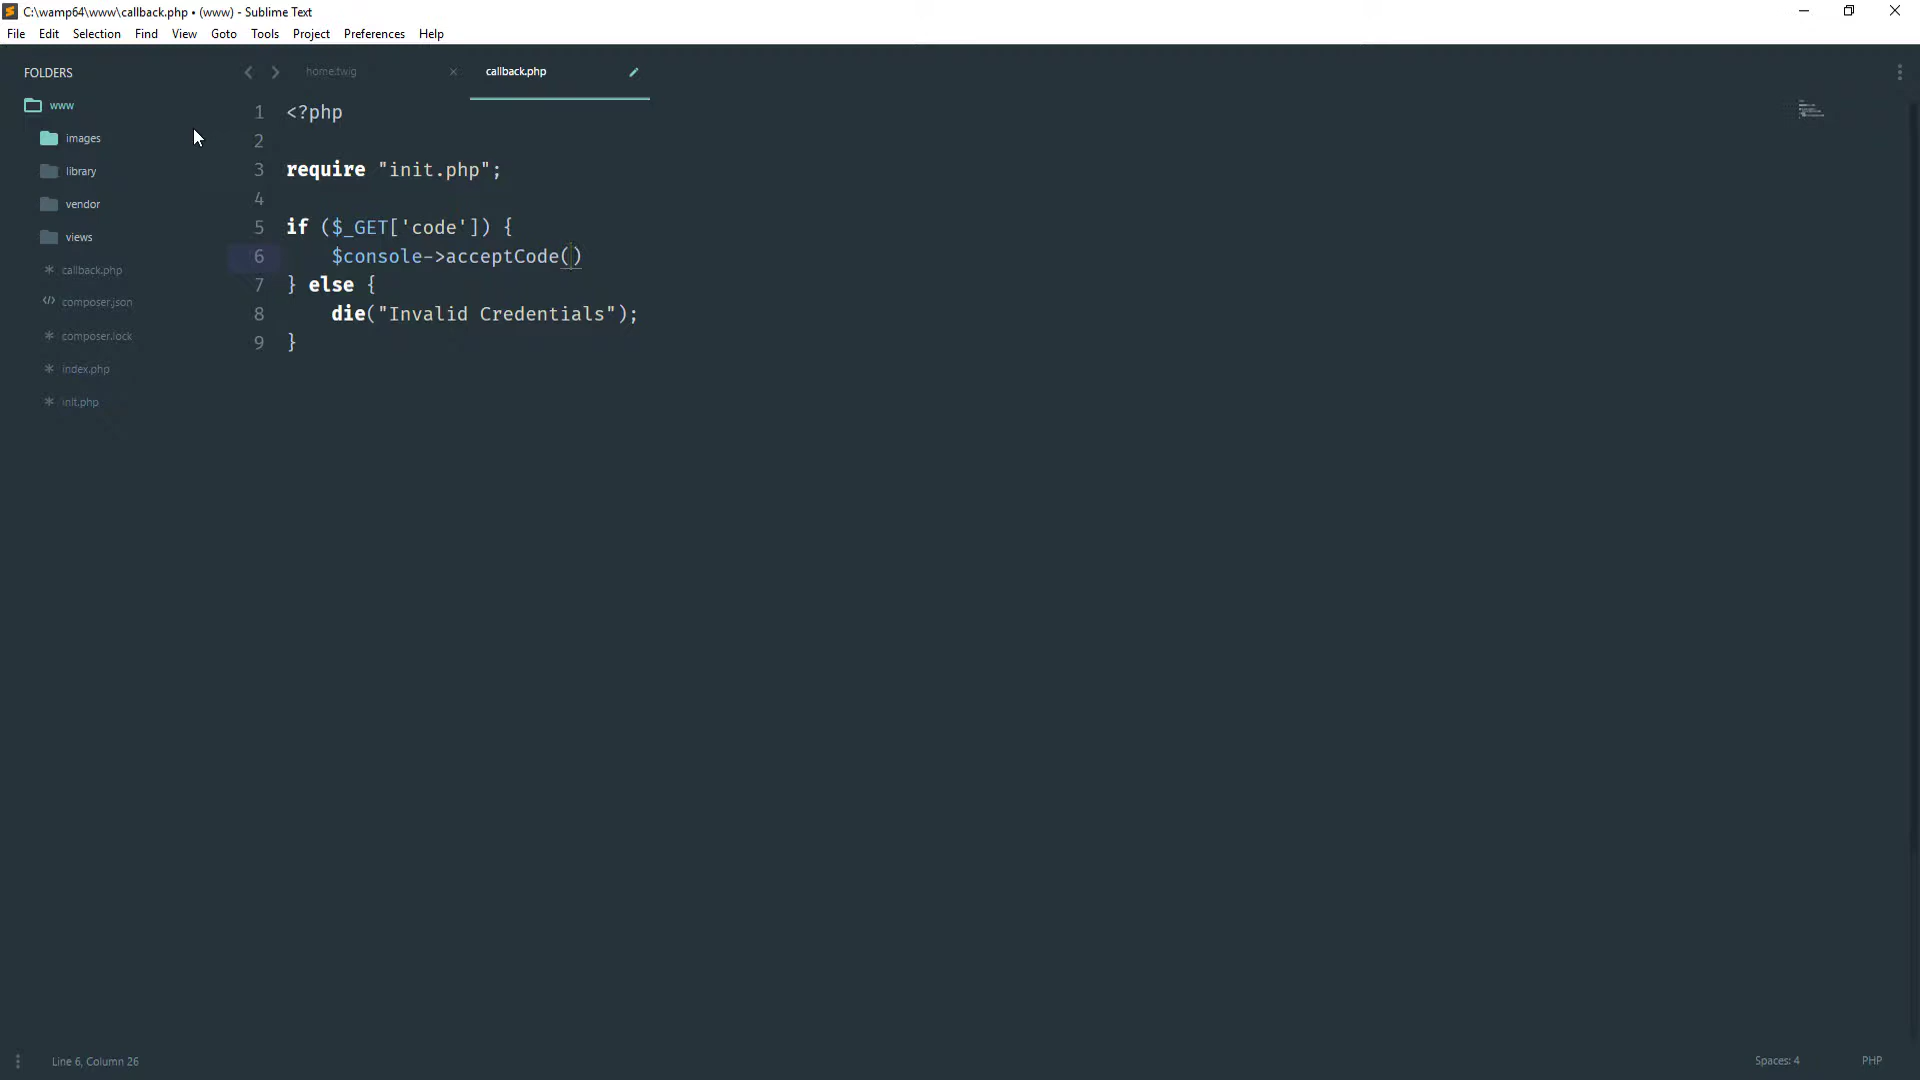 C:\wamp64\www\callback.php • (www) - Sublime Text
File Edit Selection Find View Goto Tools Project Preferences Help
FOLDERS
www
images
library
vendor
views
callback.php
composer.json
composer.lock
index.php
init.php
home.twig
callback.php
1 <?php
2
3 require "init.php";
4
5 if ($_GET['code']) {
6     $console->acceptCode()
7 } else {
8     die("Invalid Credentials");
9 }
Line 6, Column 26
Spaces: 4
PHP